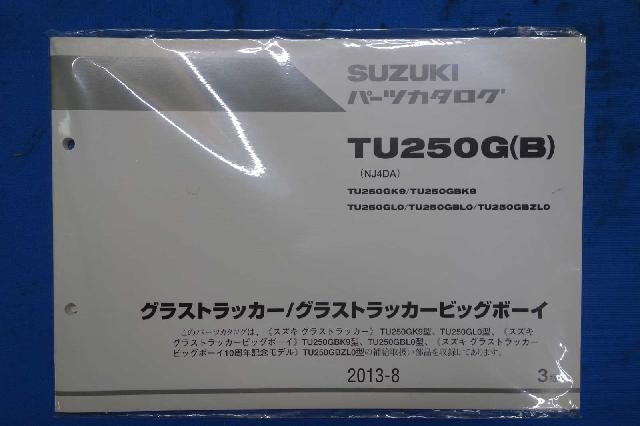 SUZUKI
パーツカタログ
TU250G(B)
(NJ4DA)
TU250GK9/TU250GBK9
TU250GL0/TU250GBL0/TU250GBZL0
グラストラッカー/グラストラッカービッグボーイ
このパーツカタログは、《スズキ グラストラッカー》 TU250GK9型、TU250GL0型、《スズキ
グラストラッカービッグボーイ》 TU250GBK9型、TU250GBL0型、《スズキ グラストラッカー
ビッグボーイ10周年記念モデル》 TU250GBZL0型の補給取扱い部品を収録してあります。
2013-8
3